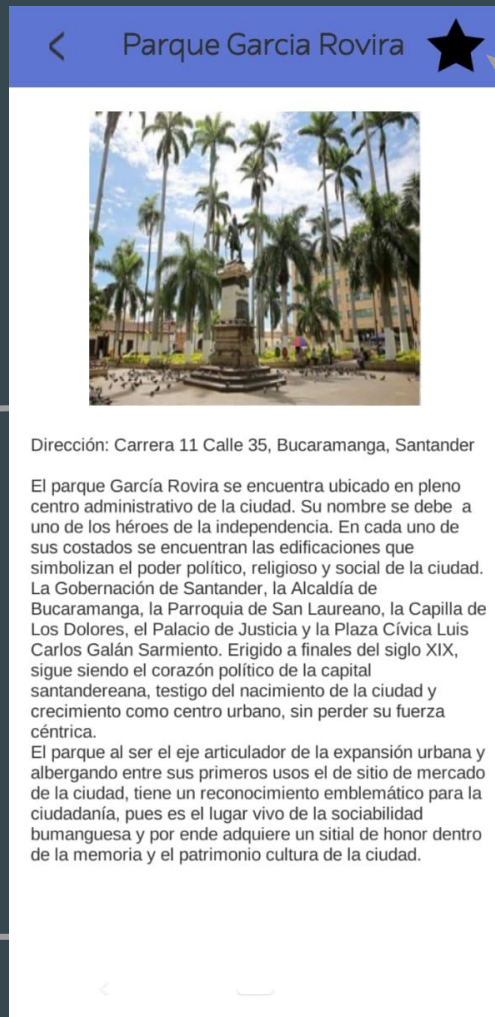 Parque Garcia Rovira
Dirección: Carrera 11 Calle 35, Bucaramanga, Santander
El parque García Rovira se encuentra ubicado en pleno
centro administrativo de la ciudad. Su nombre se debe a
uno de los héroes de la independencia. En cada uno de
sus costados se encuentran las edificaciones que
simbolizan el poder político, religioso y social de la ciudad.
La Gobernación de Santander, la Alcaldía de
Bucaramanga, la Parroquia de San Laureano, la Capilla de
Los Dolores, el Palacio de Justicia y la Plaza Cívica Luis
Carlos Galán Sarmiento. Erigido a finales del siglo XIX,
sigue siendo el corazón político de la capital
santandereana, testigo del nacimiento de la ciudad y
crecimiento como centro urbano, sin perder su fuerza
céntrica.
El parque al ser el eje articulador de la expansión urbana y
albergando entre sus primeros usos el de sitio de mercado
de la ciudad, tiene un reconocimiento emblemático para la
ciudadanía, pues es el lugar vivo de la sociabilidad
bumanguesa y por ende adquiere un sitial de honor dentro
de la memoria y el patrimonio cultura de la ciudad.